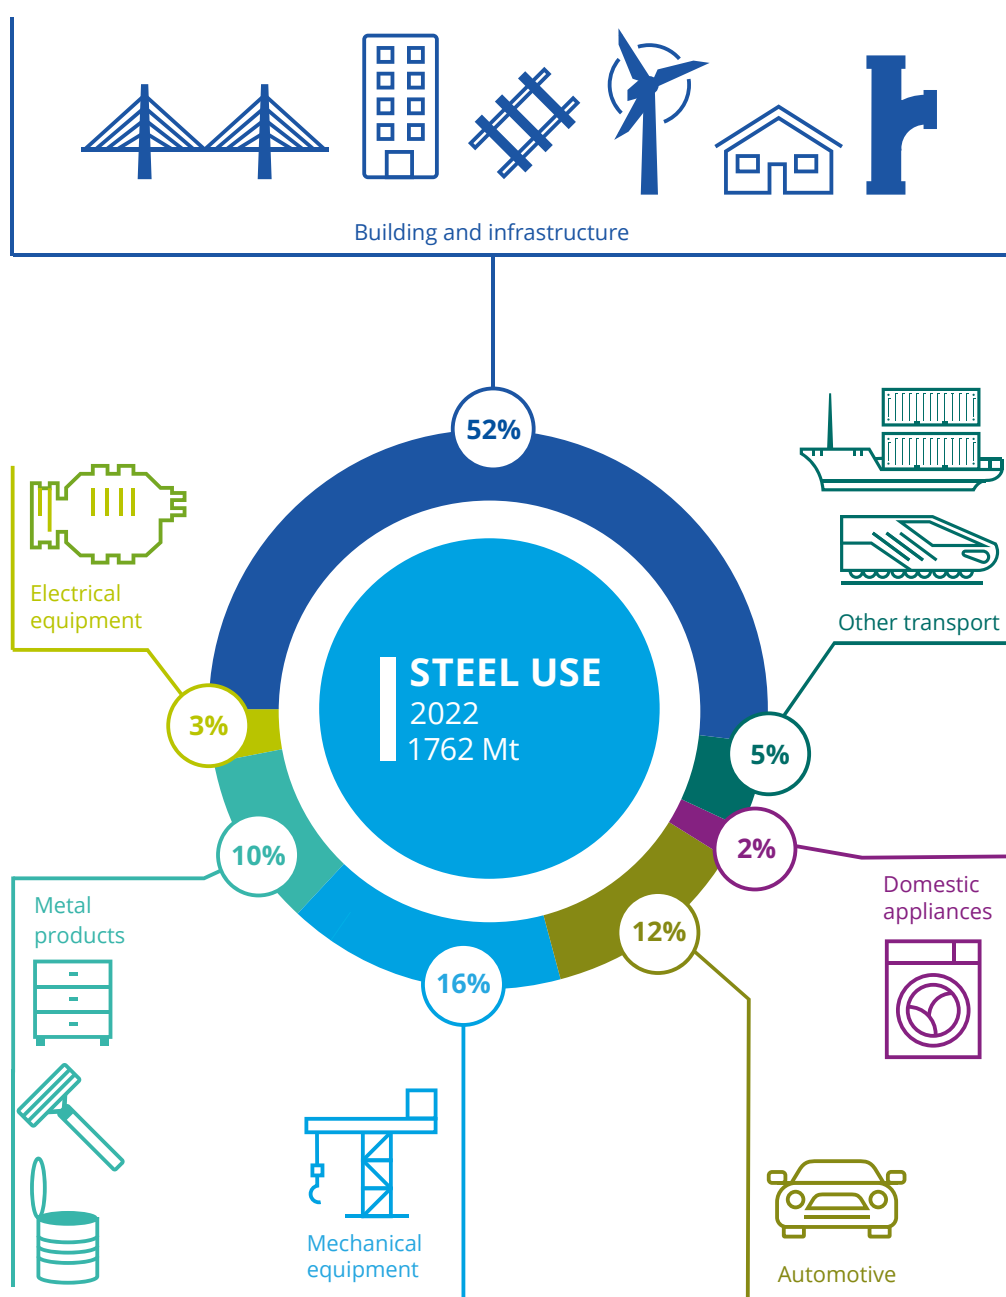 Building and infrastructure
52%
Electrical
equipment
Other transport
STEEL USE
2022
1762 Mt
3%
5%
10%
2%
Domestic
appliances
Metal
products
12%
16%
Mechanical
equipment
Automotive